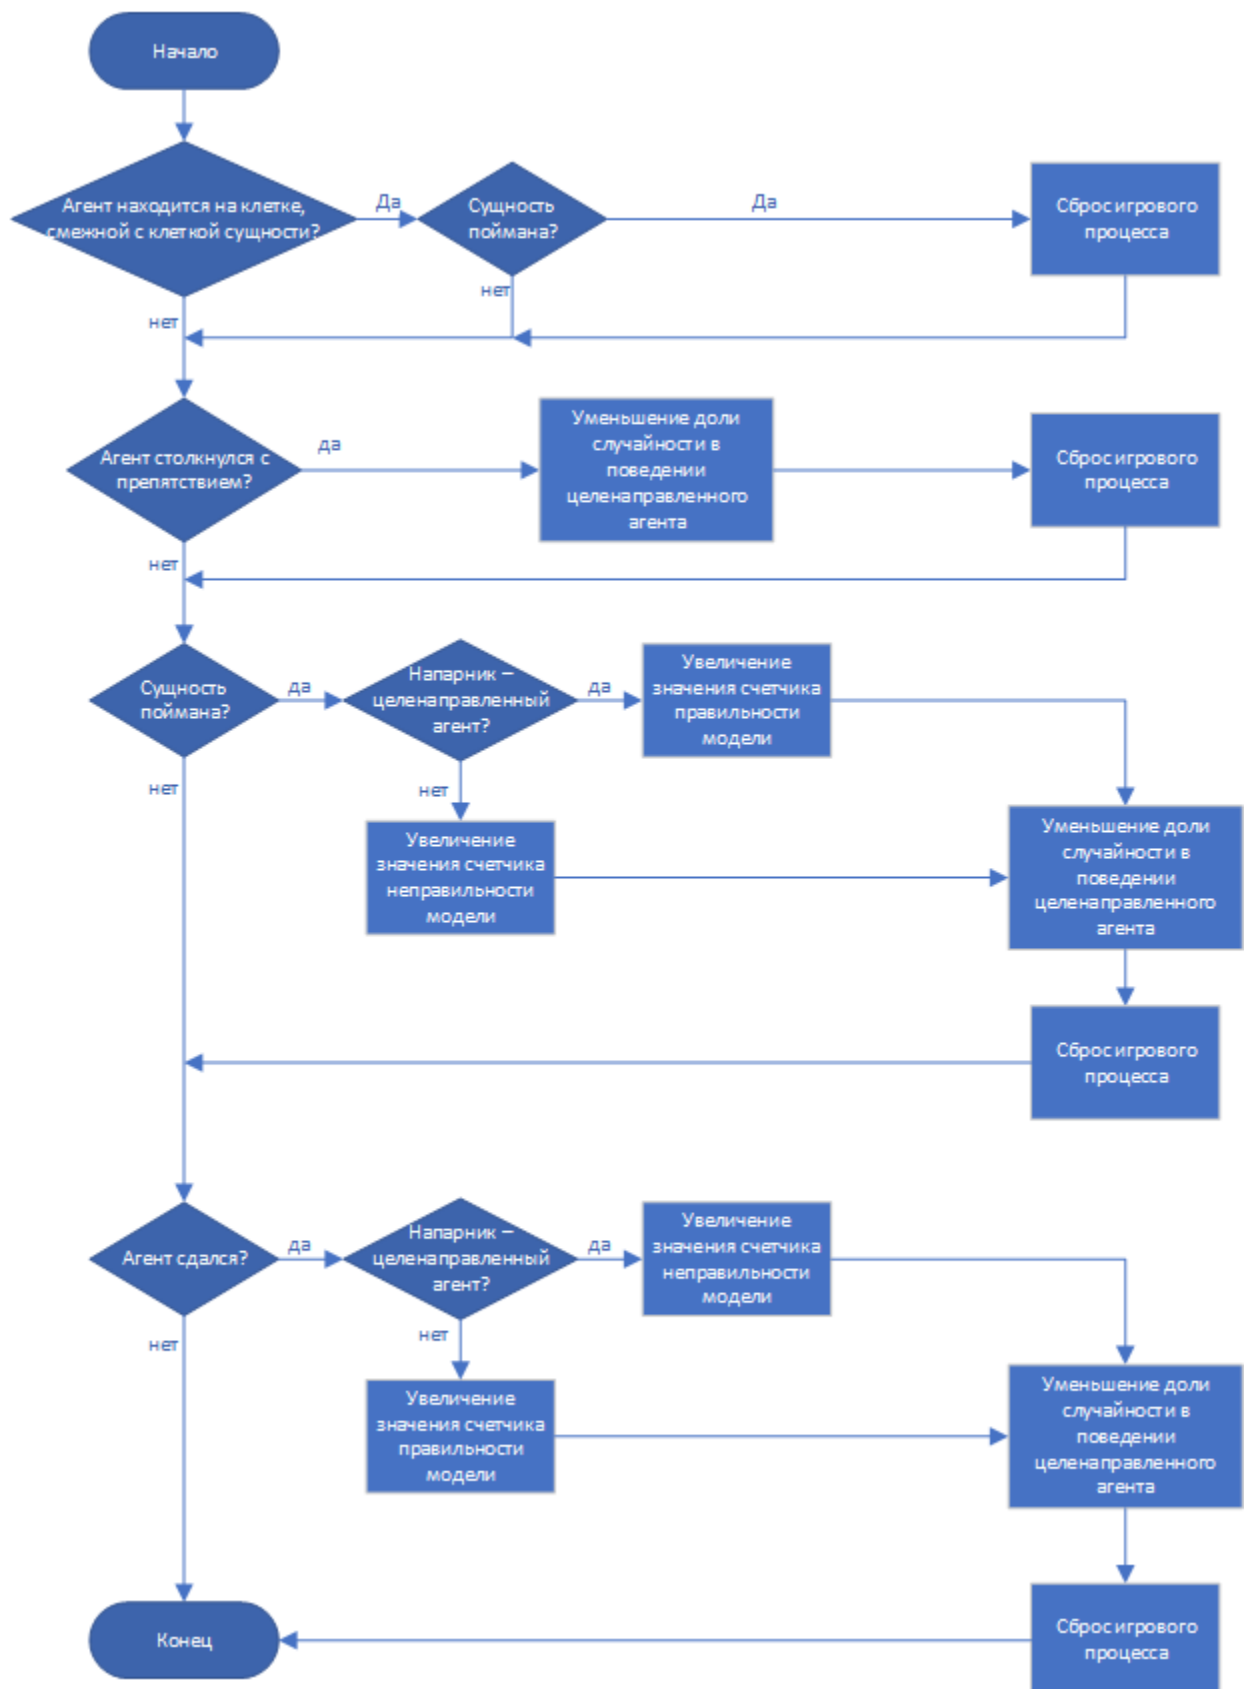 Начало
Агент находится на клетке,
смежной с клеткой сущности?
Да
Сущность
поймана?
Да
Сброс игрового
процесса
нет
нет
Агент столкнулся с
препятствием?
да
Уменьшение доли
случайности в
поведении
целенаправленного
агента
Сброс игрового
процесса
нет
Сущность
поймана?
да
Напарник –
целенаправленный
агент?
да
Увеличение
значения счетчика
правильности
модели
нет
нет
Увеличение
значения счетчика
неправильности
модели
Уменьшение доли
случайности в
поведении
целенаправленного
агента
Сброс игрового
процесса
Агент сдался?
да
Напарник –
целенаправленный
агент?
да
Увеличение
значения счетчика
неправильности
модели
нет
нет
Увеличение
значения счетчика
правильности
модели
Уменьшение доли
случайности в
поведении
целенаправленного
агента
Сброс игрового
процесса
Конец